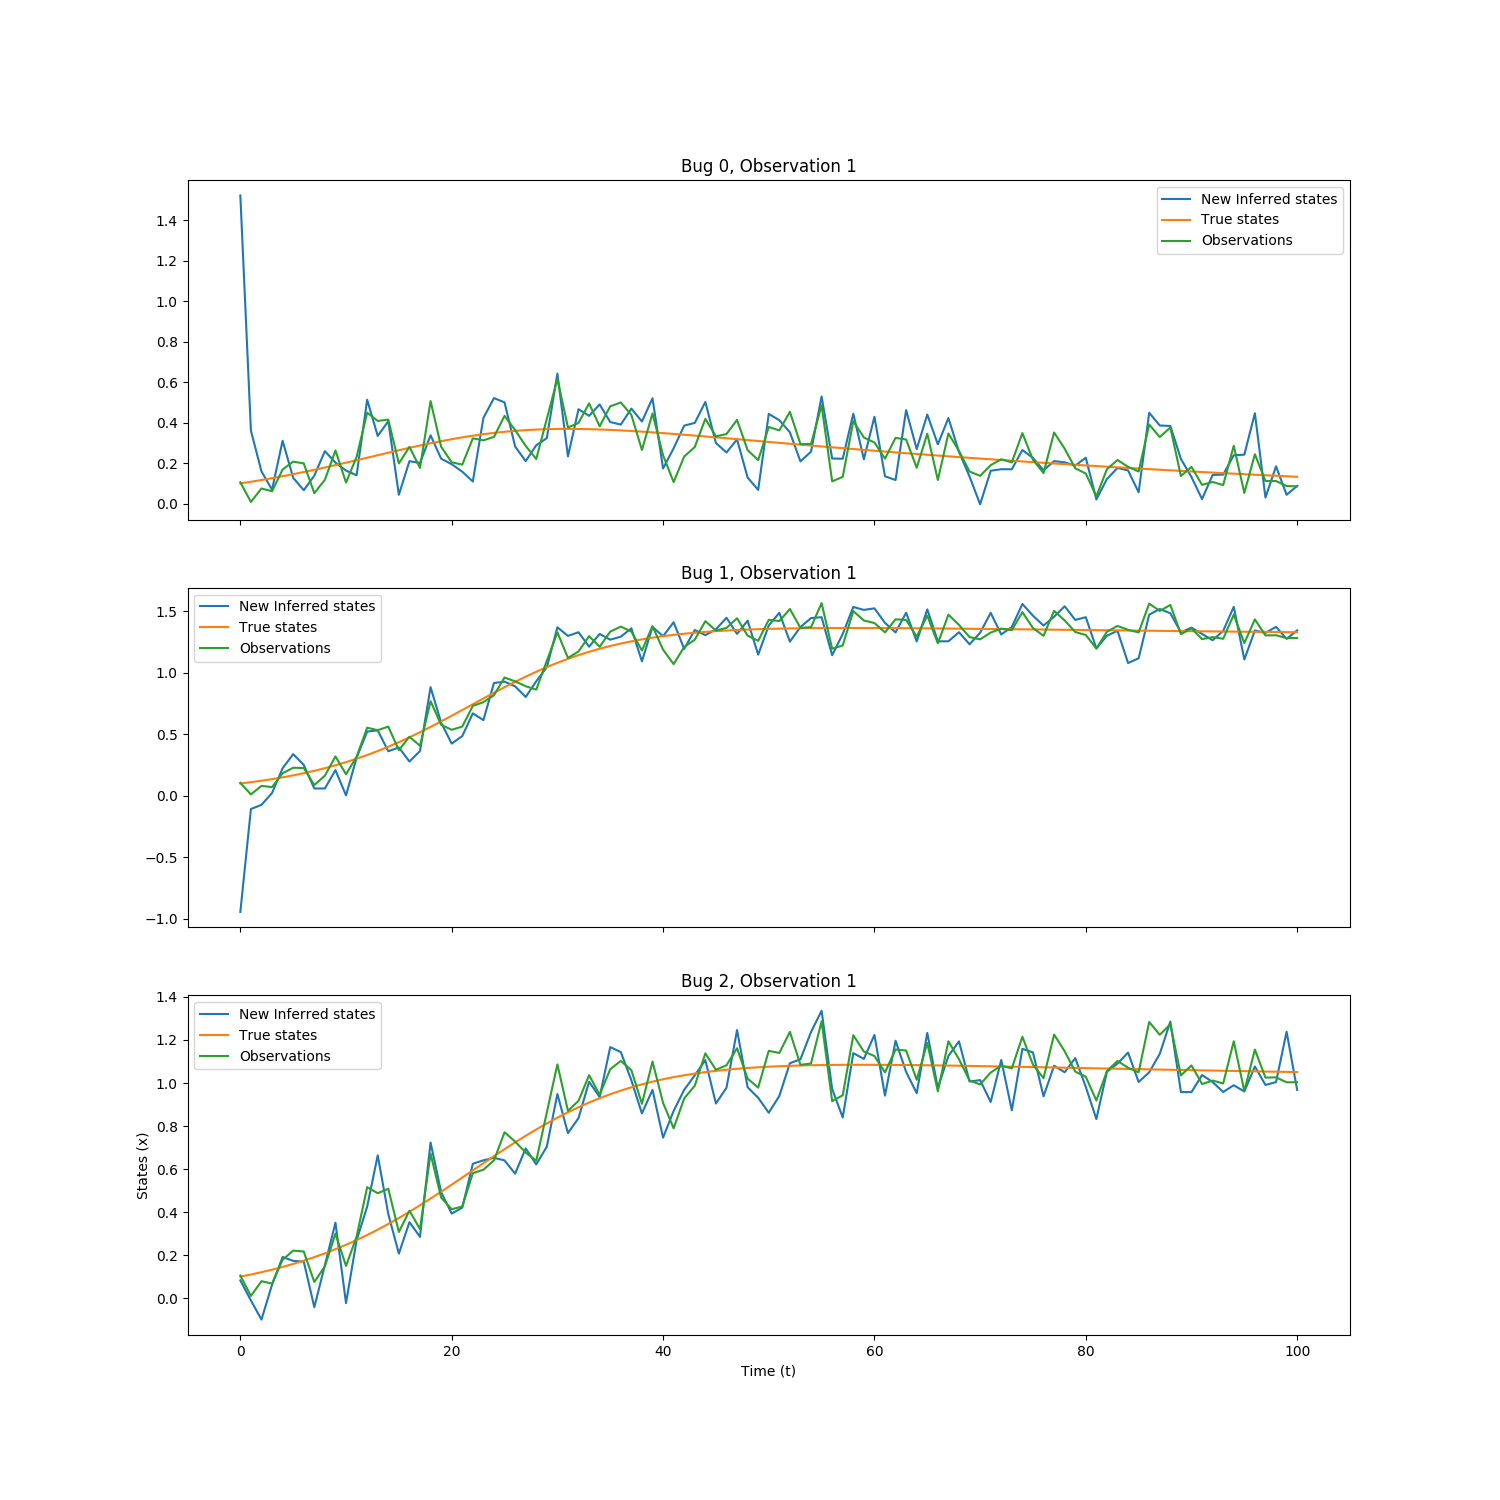 Bug 0, Observation 1
New Inferred states
True states
Observations
1.4
1.2
1.0
0.8
0.6
0.4
0.2
0.0
Bug 1, Observation 1
New Inferred states
True states
Observations
1.5
1.0
0.5
0.0
−0.5
−1.0
Bug 2, Observation 1
New Inferred states
True states
Observations
1.4
1.2
1.0
0.8
0.6
0.4
0.2
0.0
States (x)
0 20 40 60 80 100
Time (t)